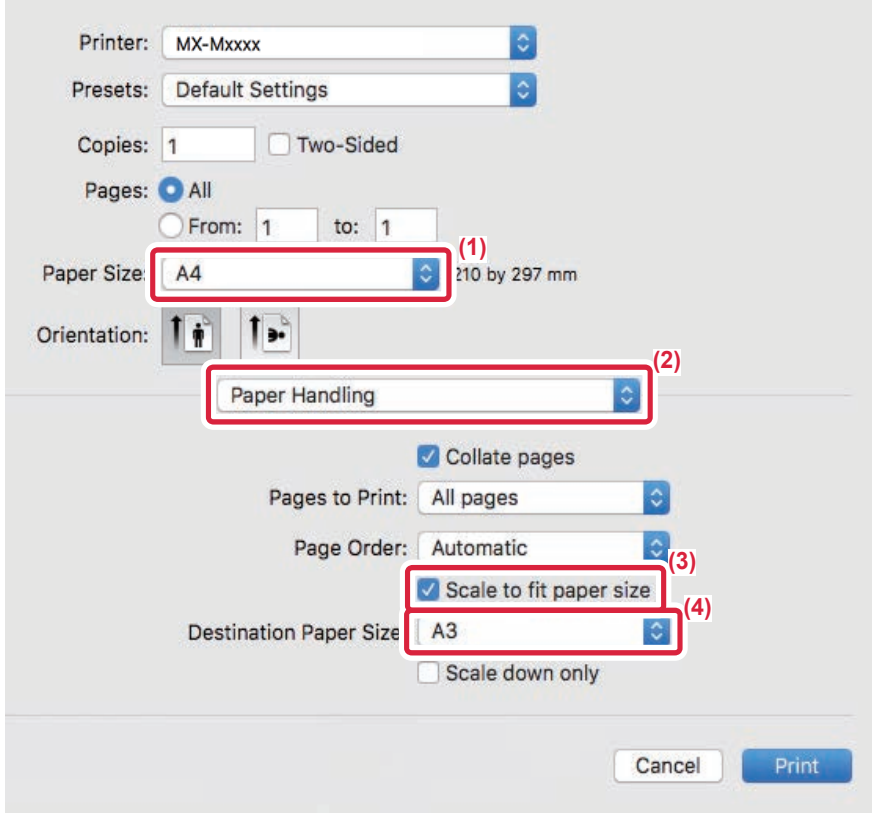 Printer: MX-Mxxxx
Presets: Default Settings
Copies: 1 Two-Sided
Pages: All
From: 1 to: 1
(1)
Paper Size: A4 210 by 297 mm
Orientation:
(2)
Paper Handling
Collate pages
Pages to Print: All pages
Page Order: Automatic
(3)
Scale to fit paper size
(4)
Destination Paper Size A3
Scale down only
Cancel Print